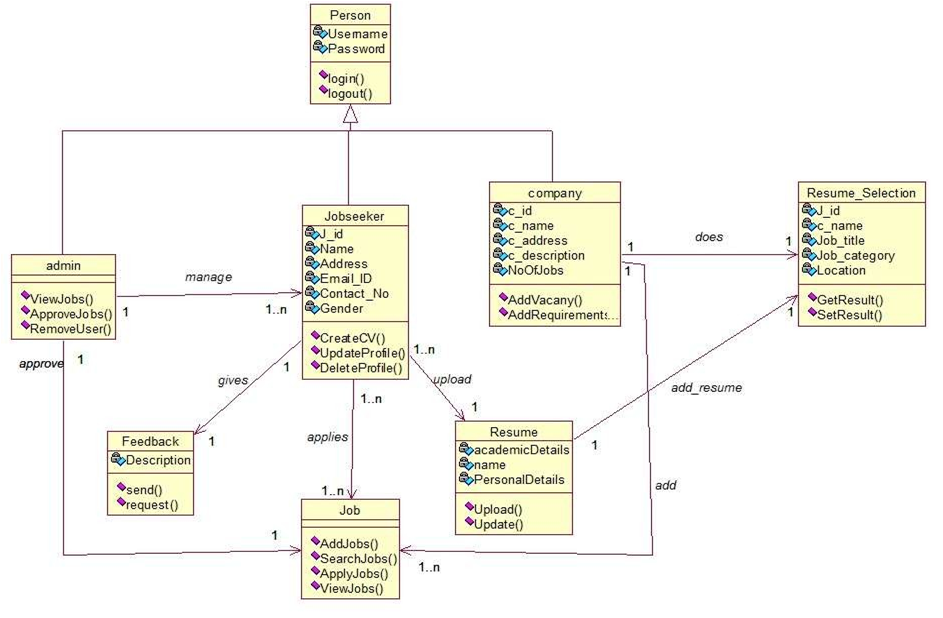 Person
Username
Password
login()
logout()
company
c_id
c_name
c_address
c_description
NoOfJobs
AddVacancy()
AddRequirements...
Resume_Selection
J_id
c_name
Job_title
Job_category
Location
GetResult()
SetResult()
does
1
1
1
1
Jobseeker
J_id
Name
Address
Email_ID
Contact_No
Gender
CreateCV()
UpdateProfile()
DeleteProfile()
admin
ViewJobs()
ApproveJobs()
RemoveUser()
manage
1
1..n
approve
1
gives
1
1
upload
1..n
1
applies
1..n
1..n
add_resume
1
add
1..n
1
Feedback
Description
send()
request()
Resume
academicDetails
name
PersonalDetails
Upload()
Update()
Job
AddJobs()
SearchJobs()
ApplyJobs()
ViewJobs()